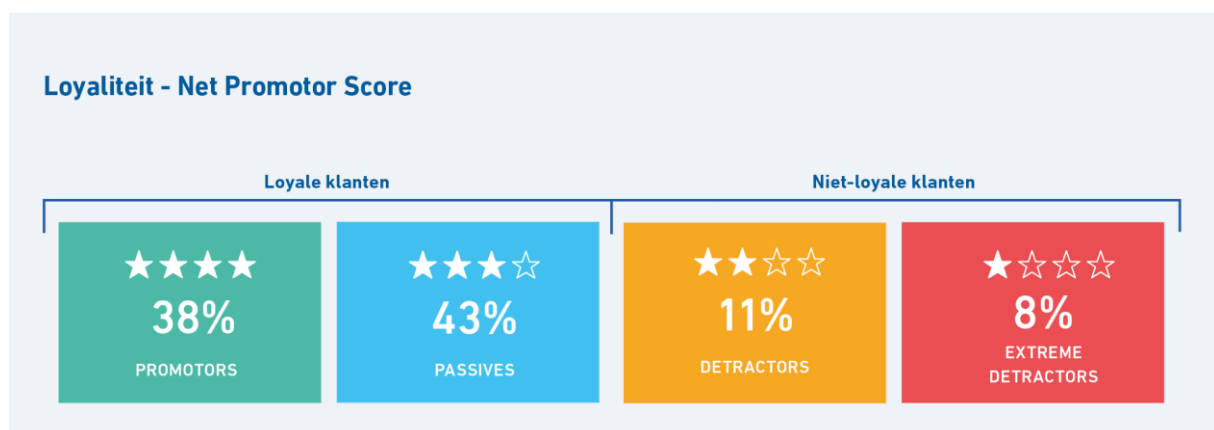 Loyaliteit - Net Promotor Score
Loyale klanten
Niet-loyale klanten
38%
PROMOTORS
43%
PASSIVES
11%
DETRACTORS
8%
EXTREME
DETRACTORS